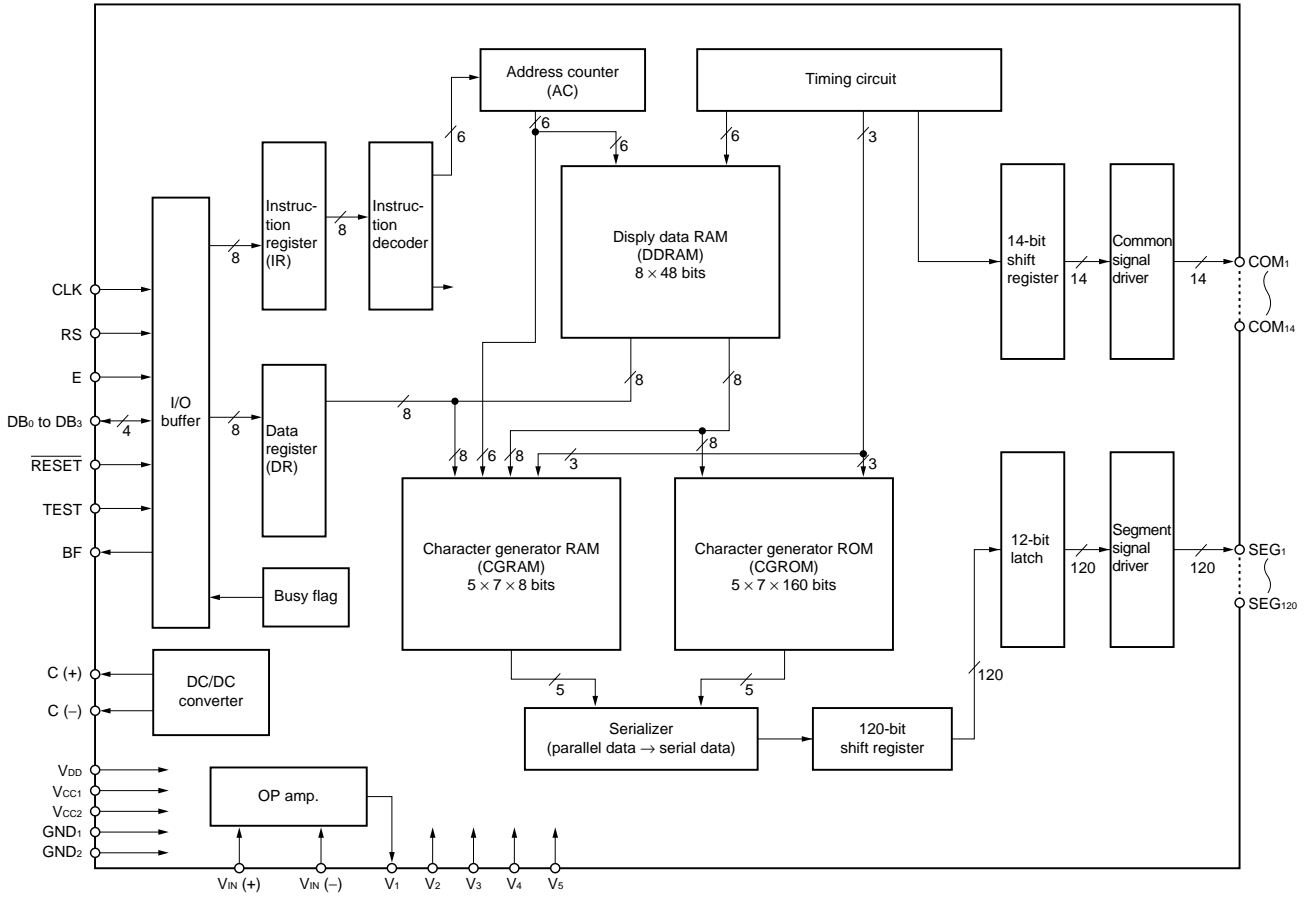 Address counter
(AC)
Timing circuit
6
6
6
6
3
Instruc-
tion
register
(IR)
8
Instruc-
tion
decoder
Disply data RAM
(DDRAM)
8 × 48 bits
14-bit
shift
register
14
Common
signal
driver
14
COM1
COM14
8
CLK
RS
E
DB0 to DB3
4
RESET
TEST
BF
I/O
buffer
8
Data
register
(DR)
8
8
8
8
6
8
3
8
3
Character generator RAM
(CGRAM)
5 × 7 × 8 bits
Character generator ROM
(CGROM)
5 × 7 × 160 bits
12-bit
latch
120
Segment
signal
driver
120
SEG1
SEG120
Busy flag
C (+)
C (–)
DC/DC
converter
5
5
120
Serializer
(parallel data → serial data)
120-bit
shift register
VDD
VCC1
VCC2
GND1
GND2
OP amp.
VIN (+)
VIN (–)
V1
V2
V3
V4
V5